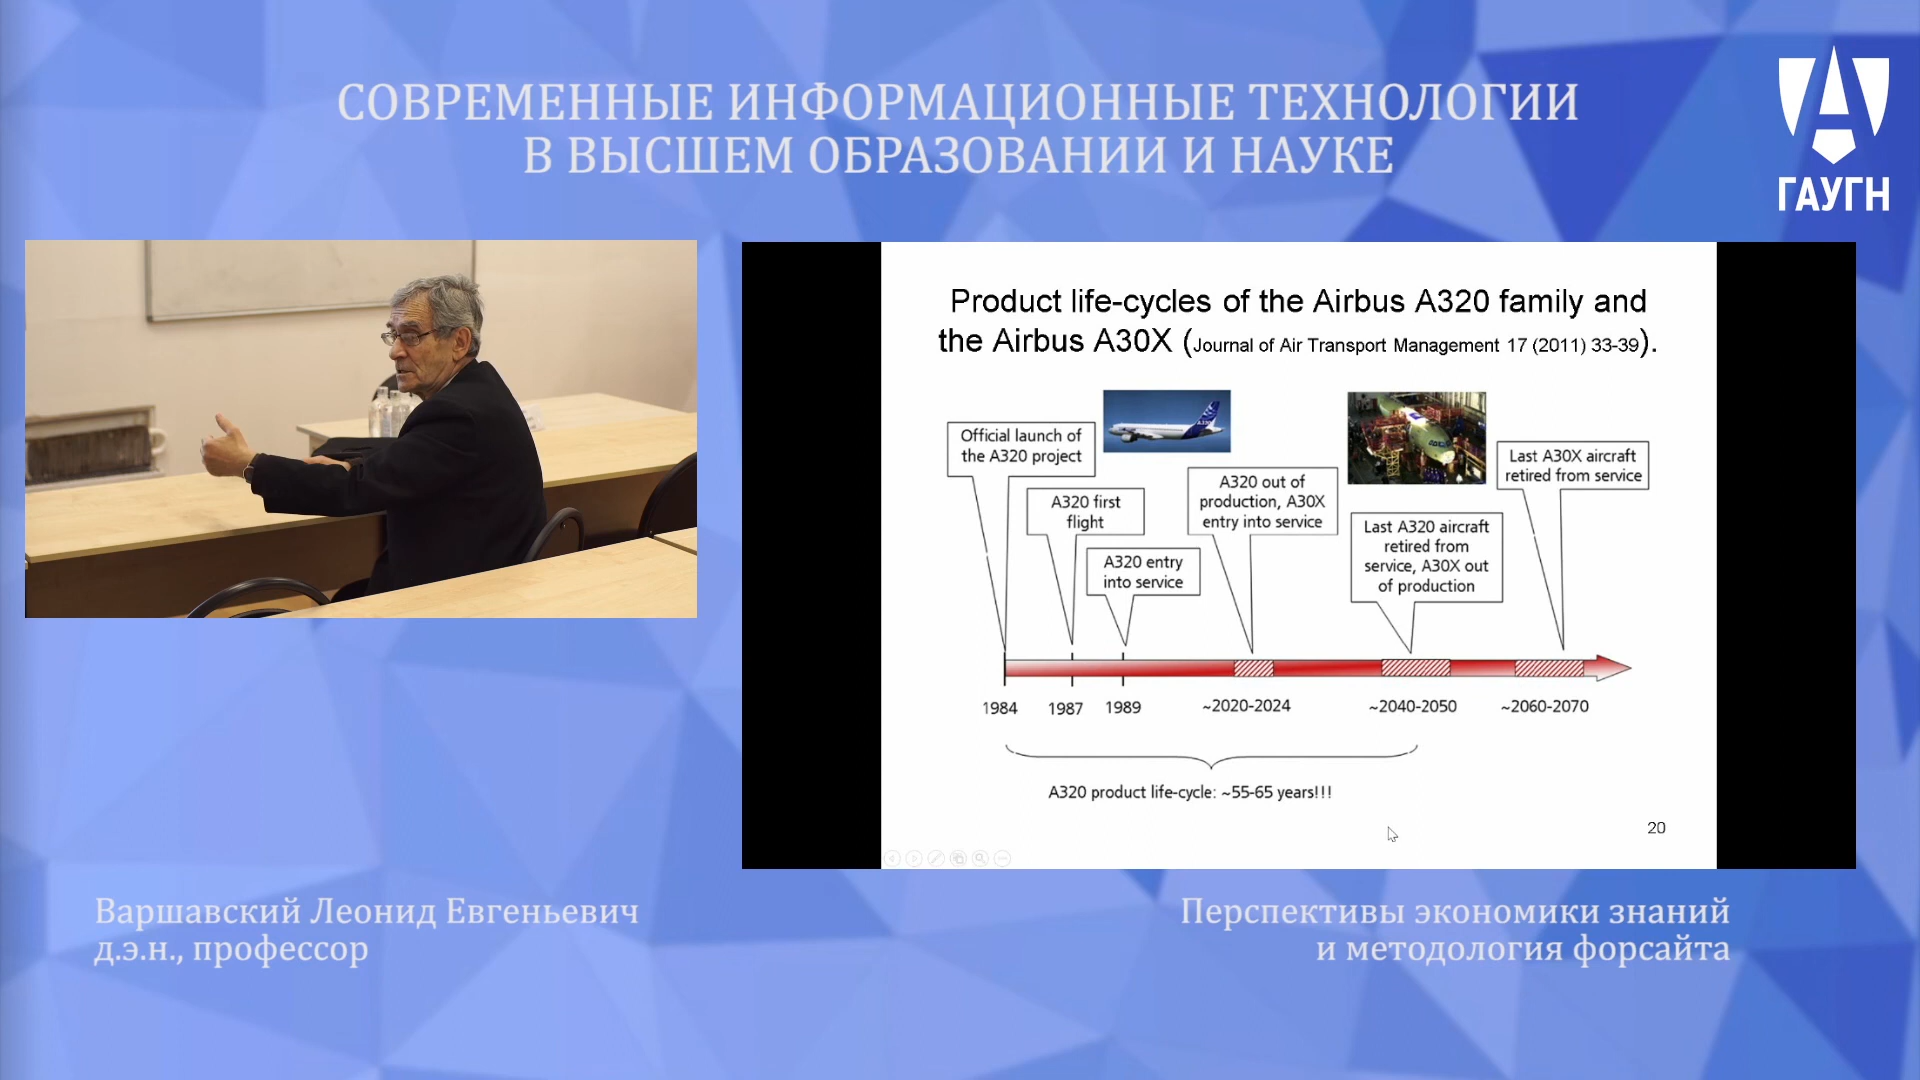 СОВРЕМЕННЫЕ ИНФОРМАЦИОННЫЕ ТЕХНОЛОГИИ
В ВЫСШЕМ ОБРАЗОВАНИИ И НАУКЕ
ГАУГН
Product life-cycles of the Airbus A320 family and
the Airbus A30X (Journal of Air Transport Management 17 (2011) 33-39).
Official launch of
the A320 project
A320 first
flight
A320 entry
into service
A320 out of
production, A30X
entry into service
Last A320 aircraft
retired from
service, A30X out
of production
Last A30X aircraft
retired from service
1984
1987
1989
~2020-2024
~2040-2050
~2060-2070
A320 product life-cycle: ~55-65 years!!!
20
Варшавский Леонид Евгеньевич
д.э.н., профессор
Перспективы экономики знаний
и методология форсайта